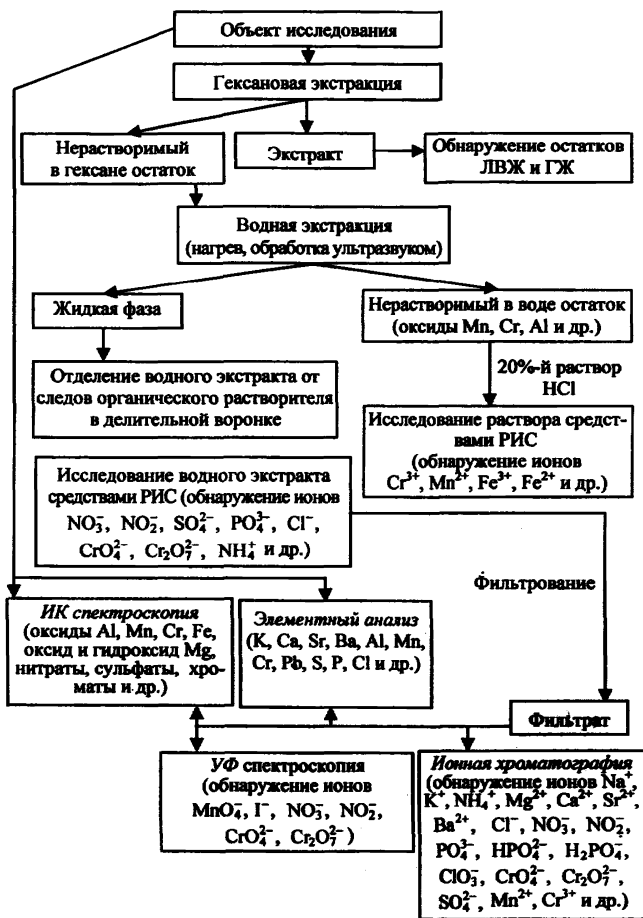 Объект исследования
Гексановая экстракция
Нерастворимый
в гексане остаток
Экстракт
Обнаружение остатков
ЛВЖ и ГЖ
Водная экстракция
(нагрев, обработка ультразвуком)
Жидкая фаза
Нерастворимый в воде остаток
(оксиды Mn, Cr, Al и др.)
Отделение водного экстракта от
следов органического растворителя
в делительной воронке
20%-й раствор
HCl
Исследование раствора средст-
вами РИС
(обнаружение ионов
Cr³⁺, Mn²⁺, Fe³⁺, Fe²⁺ и др.)
Исследование водного экстракта
средствами РИС (обнаружение ионов
NO₃⁻, NO₂⁻, SO₄²⁻, PO₄³⁻, Cl⁻,
CrO₄²⁻, Cr₂O₇²⁻, NH₄⁺ и др.)
Фильтрование
ИК спектроскопия
(оксиды Al, Mn, Cr, Fe,
оксид и гидроксид Mg,
нитраты, сульфаты, хро-
маты и др.)
Элементный анализ
(K, Ca, Sr, Ba, Al, Mn,
Cr, Pb, S, P, Cl и др.)
Фильтрат
УФ спектроскопия
(обнаружение ионов
MnO₄⁻, I⁻, NO₃⁻, NO₂⁻,
CrO₄²⁻, Cr₂O₇²⁻)
Ионная хроматография
(обнаружение ионов Na⁺,
K⁺, NH₄⁺, Mg²⁺, Ca²⁺, Sr²⁺,
Ba²⁺, Cl⁻, NO₃⁻, NO₂⁻,
PO₄³⁻, HPO₄²⁻, H₂PO₄⁻,
ClO₃⁻, CrO₄²⁻, Cr₂O₇²⁻,
SO₄²⁻, Mn²⁺, Cr³⁺ и др.)